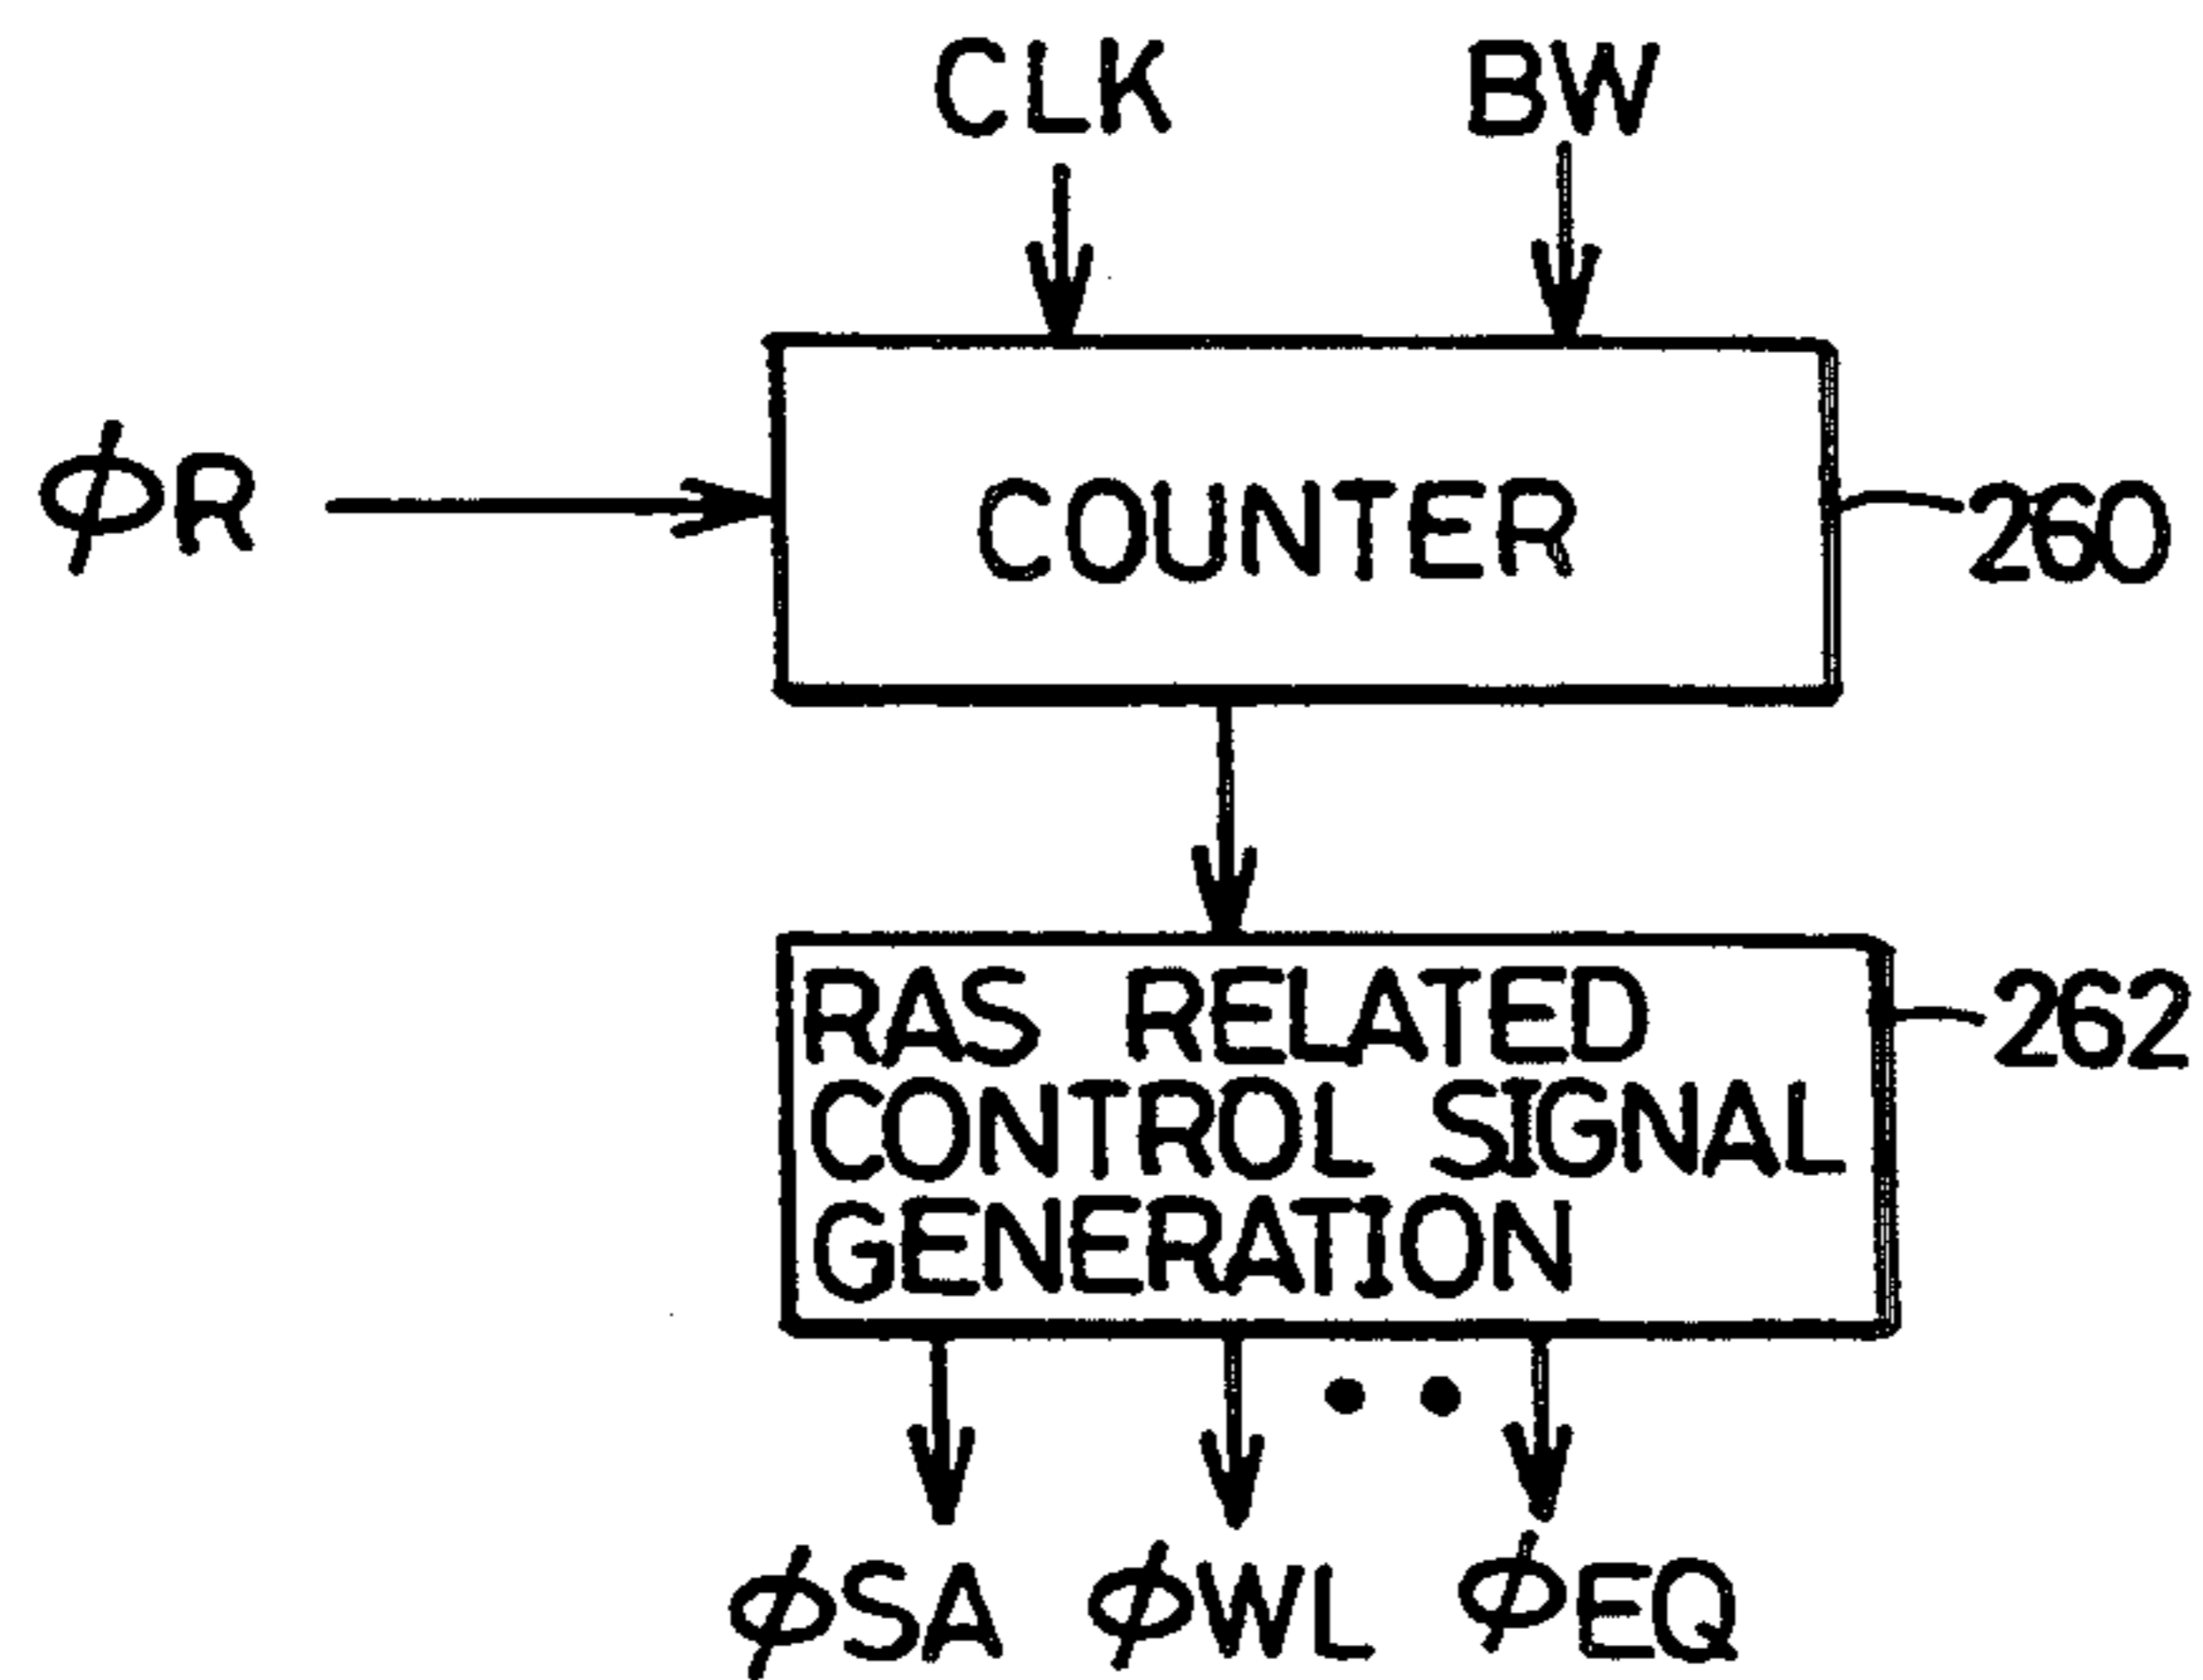 CLK BW
ϕR
COUNTER
260
RAS RELATED
CONTROL SIGNAL
GENERATION
262
ϕSA ϕWL ϕEQ